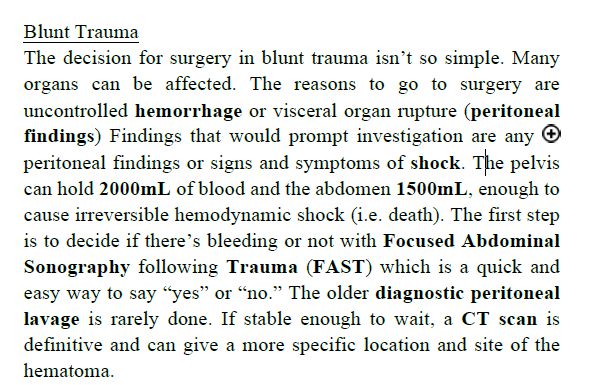 Blunt Trauma
The decision for surgery in blunt trauma isn’t so simple. Many
organs can be affected. The reasons to go to surgery are
uncontrolled hemorrhage or visceral organ rupture (peritoneal
findings) Findings that would prompt investigation are any ⊕
peritoneal findings or signs and symptoms of shock. The pelvis
can hold 2000mL of blood and the abdomen 1500mL, enough to
cause irreversible hemodynamic shock (i.e. death). The first step
is to decide if there’s bleeding or not with Focused Abdominal
Sonography following Trauma (FAST) which is a quick and
easy way to say “yes” or “no.” The older diagnostic peritoneal
lavage is rarely done. If stable enough to wait, a CT scan is
definitive and can give a more specific location and site of the
hematoma.